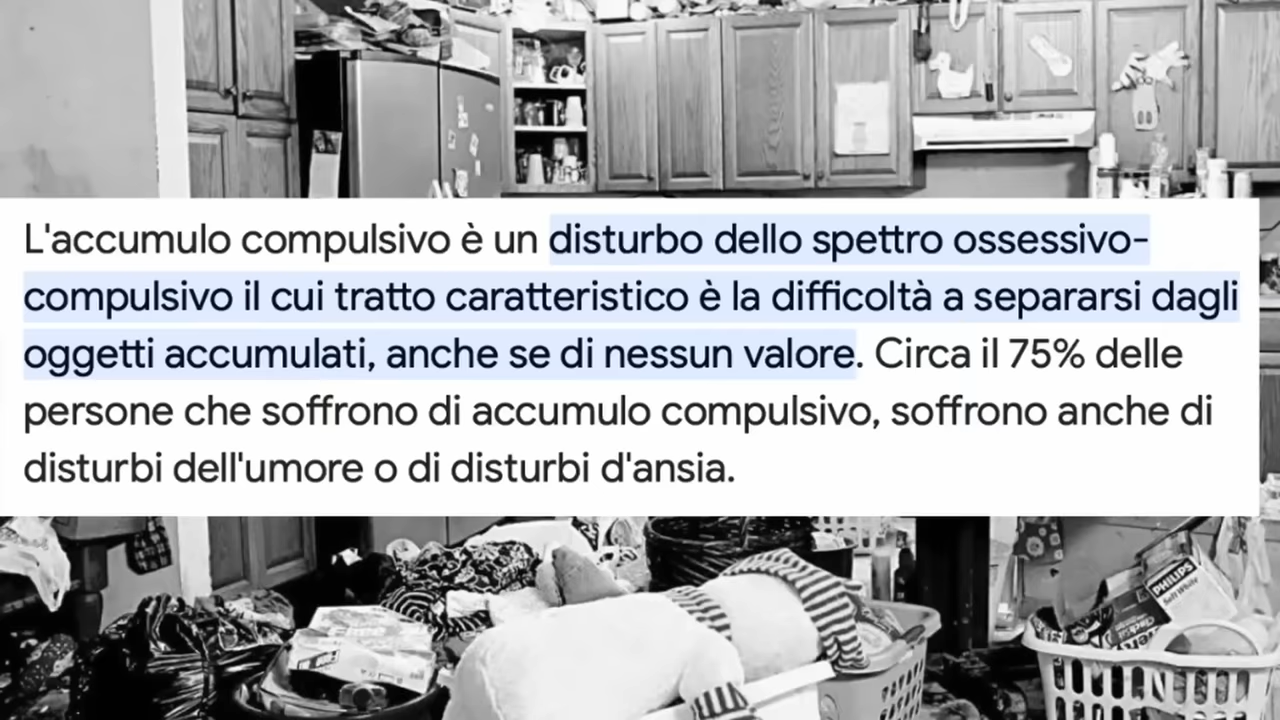 L'accumulo compulsivo è un disturbo dello spettro ossessivo-
compulsivo il cui tratto caratteristico è la difficoltà a separarsi dagli
oggetti accumulati, anche se di nessun valore. Circa il 75% delle
persone che soffrono di accumulo compulsivo, soffrono anche di
disturbi dell'umore o di disturbi d'ansia.
PHILIPS
Soft White